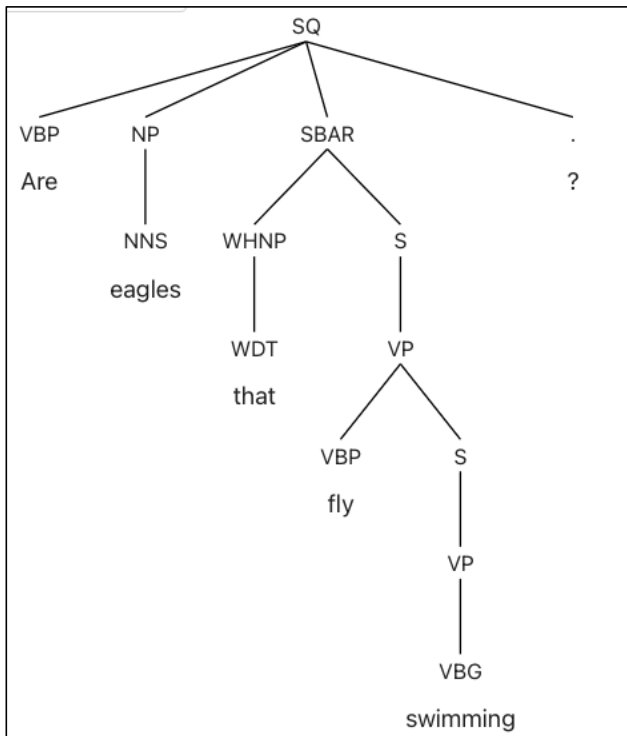 SQ
VBP NP SBAR .
Are ?
NNS WHNP S
eagles
WDT VP
that
VBP S
fly
VP
VBG
swimming